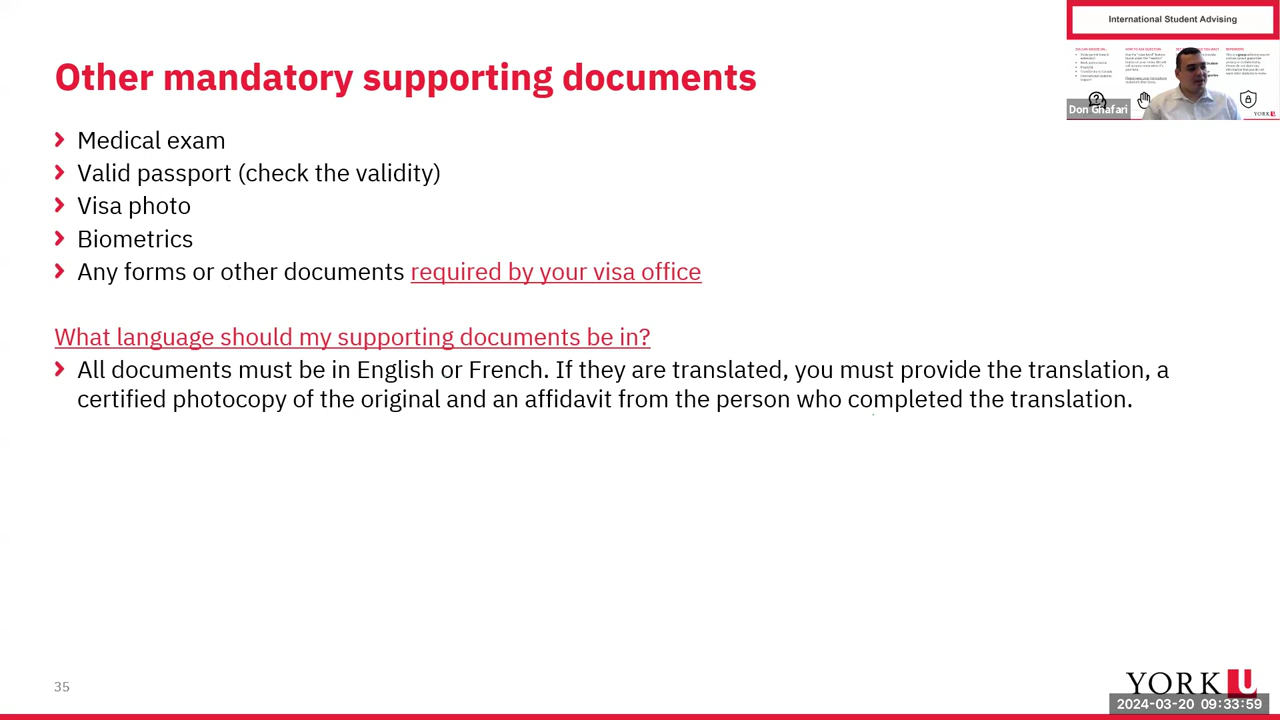 International Student Advising
Other mandatory supporting documents
Don Ghafari
YORK U
Medical exam
Valid passport (check the validity)
Visa photo
Biometrics
Any forms or other documents required by your visa office
What language should my supporting documents be in?
All documents must be in English or French. If they are translated, you must provide the translation, a
certified photocopy of the original and an affidavit from the person who completed the translation.
35
YORK U
2024-03-20 09:33:59